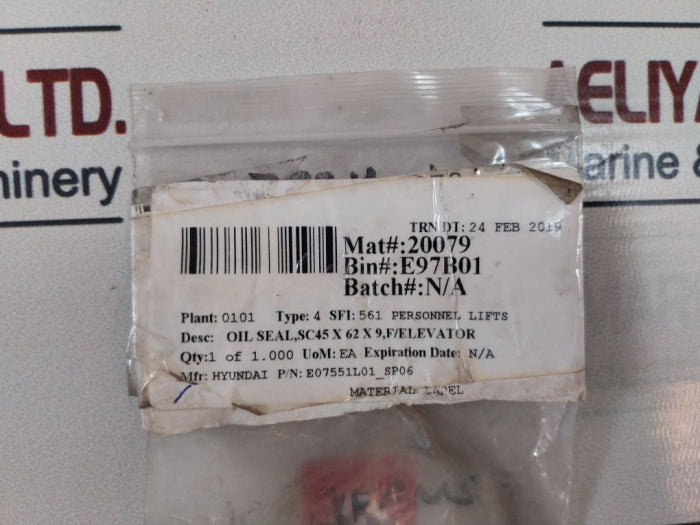 LTD.
AELIYA
hinery
arine &
TRN DT: 24 FEB 2019
Mat#:20079
Bin#:E97B01
Batch#:N/A
Plant: 0101 Type: 4 SFI: 561 PERSONNEL LIFTS
Desc: OIL SEAL,SC45 X 62 X 9,F/ELEVATOR
Qty:1 of 1.000 UoM: EA Expiration Date: N/A
Mfr: HYUNDAI P/N: E07551L01_SP06
MATERIAL LABEL